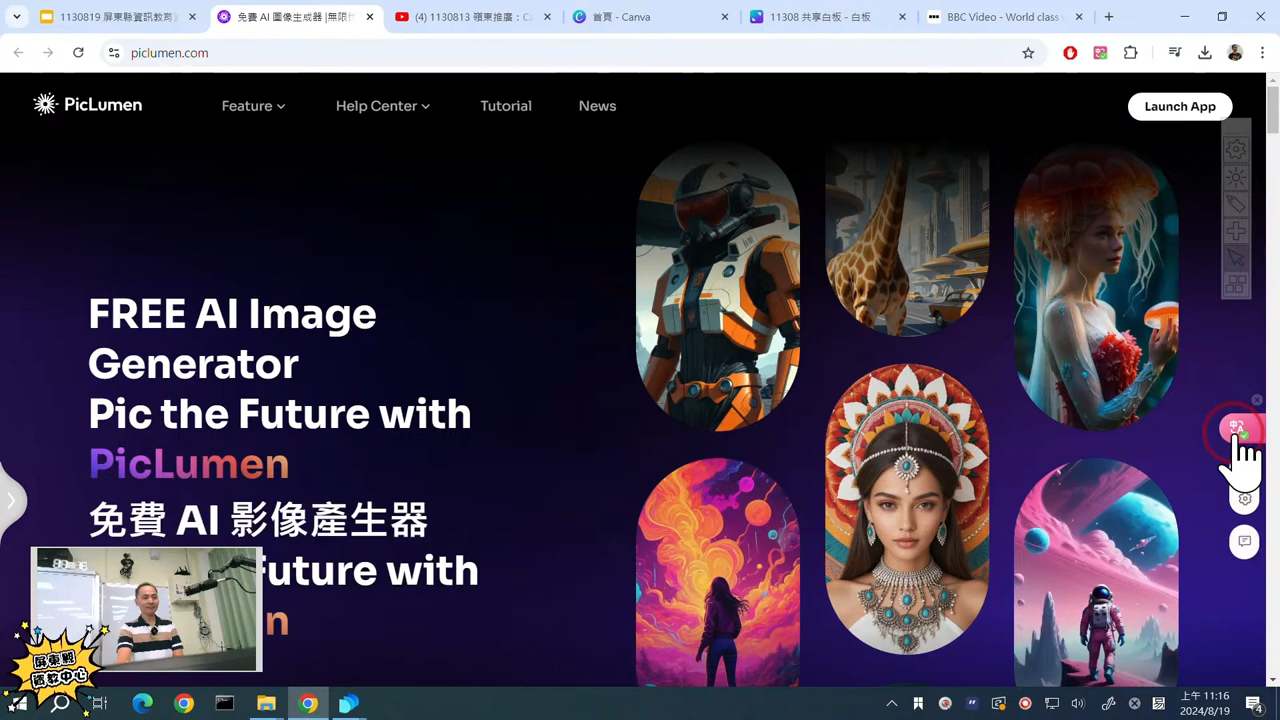 1130819 屏東縣資訊教育
免費 AI 圖像生成器 |無限
(4) 1130813 嶺東推廣：Ca
首頁 - Canva
11308 共享白板 - 白板
BBC Video - World class
piclumen.com
PicLumen
Feature
Help Center
Tutorial
News
Launch App
FREE AI Image
Generator
Pic the Future with
PicLumen
免費 AI 影像產生器
Future with
n
屏東縣
資教中心
上午 11:16
2024/8/19
4